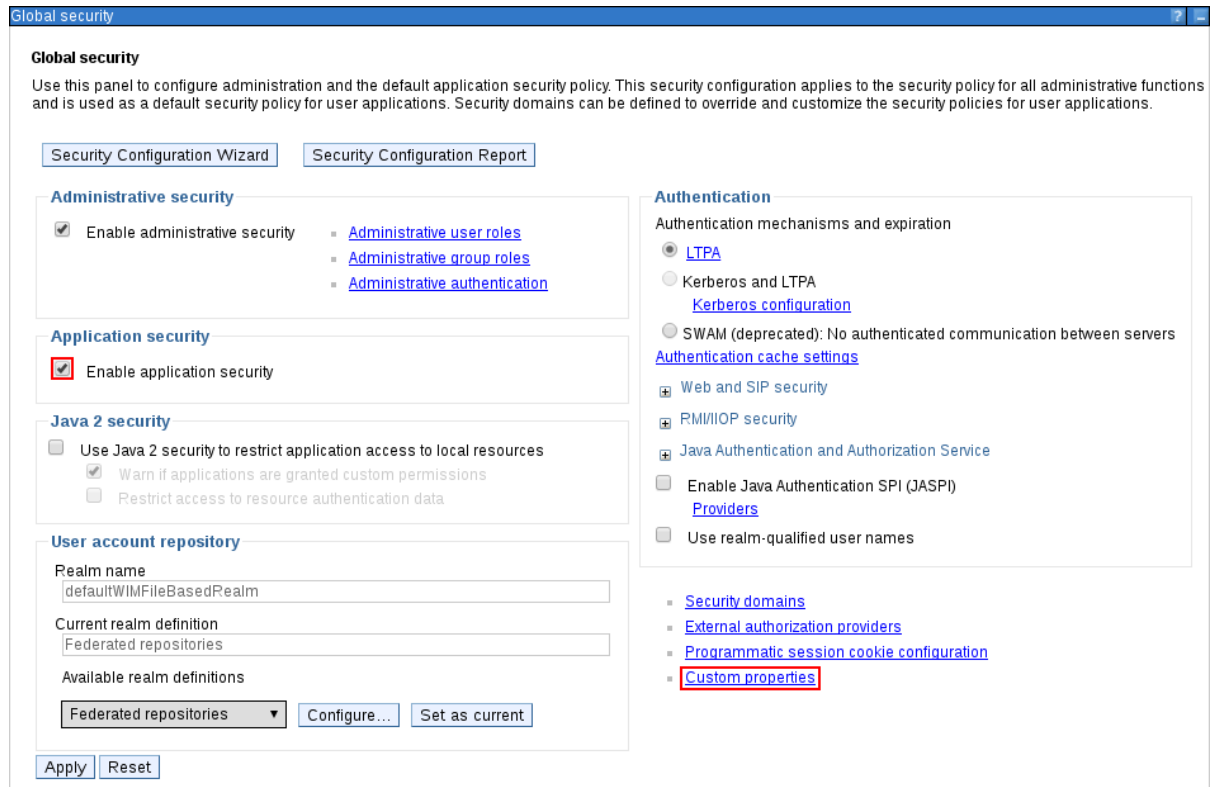 Global security
?
Global security
Use this panel to configure administration and the default application security policy. This security configuration applies to the security policy for all administrative functions
and is used as a default security policy for user applications. Security domains can be defined to override and customize the security policies for user applications.
Security Configuration Wizard
Security Configuration Report
Administrative security
Enable administrative security
Administrative user roles
Administrative group roles
Administrative authentication
Application security
Enable application security
Java 2 security
Use Java 2 security to restrict application access to local resources
Warn if applications are granted custom permissions
Restrict access to resource authentication data
User account repository
Realm name
defaultWIMFileBasedRealm
Current realm definition
Federated repositories
Available realm definitions
Federated repositories
Configure...
Set as current
Apply
Reset
Authentication
Authentication mechanisms and expiration
LTPA
Kerberos and LTPA
Kerberos configuration
SWAM (deprecated): No authenticated communication between servers
Authentication cache settings
Web and SIP security
RMI/IIOP security
Java Authentication and Authorization Service
Enable Java Authentication SPI (JASPI)
Providers
Use realm-qualified user names
Security domains
External authorization providers
Programmatic session cookie configuration
Custom properties